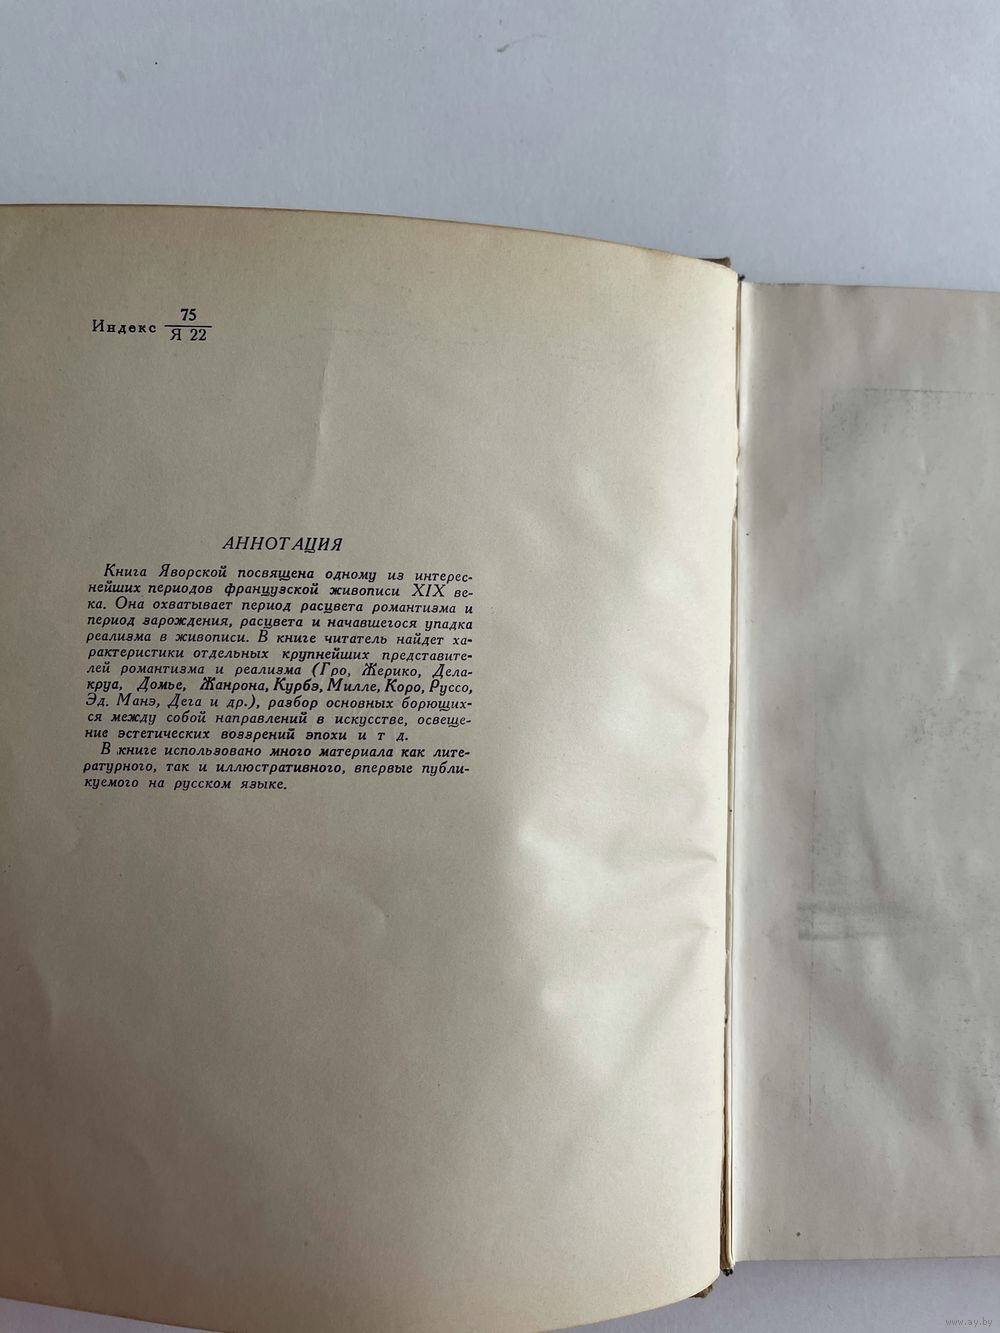 Индекс 75
Я 22
АННОТАЦИЯ
Книга Яворской посвящена одному из интерес-
нейших периодов французской живописи XIX ве-
ка. Она охватывает период расцвета романтизма и
период зарождения, расцвета и начавшегося упадка
реализма в живописи. В книге читатель найдет ха-
рактеристики отдельных крупнейших представите-
лей романтизма и реализма (Гро, Жерико, Дела-
круа, Домье, Жанрона, Курбэ, Милле, Коро, Руссо,
Эд. Манэ, Дега и др.), разбор основных борющих-
ся между собой направлений в искусстве, освеще-
ние эстетических воззрений эпохи и т д.
В книге использовано много материала как лите-
ратурного, так и иллюстративного, впервые публи-
куемого на русском языке.
www.ay.by